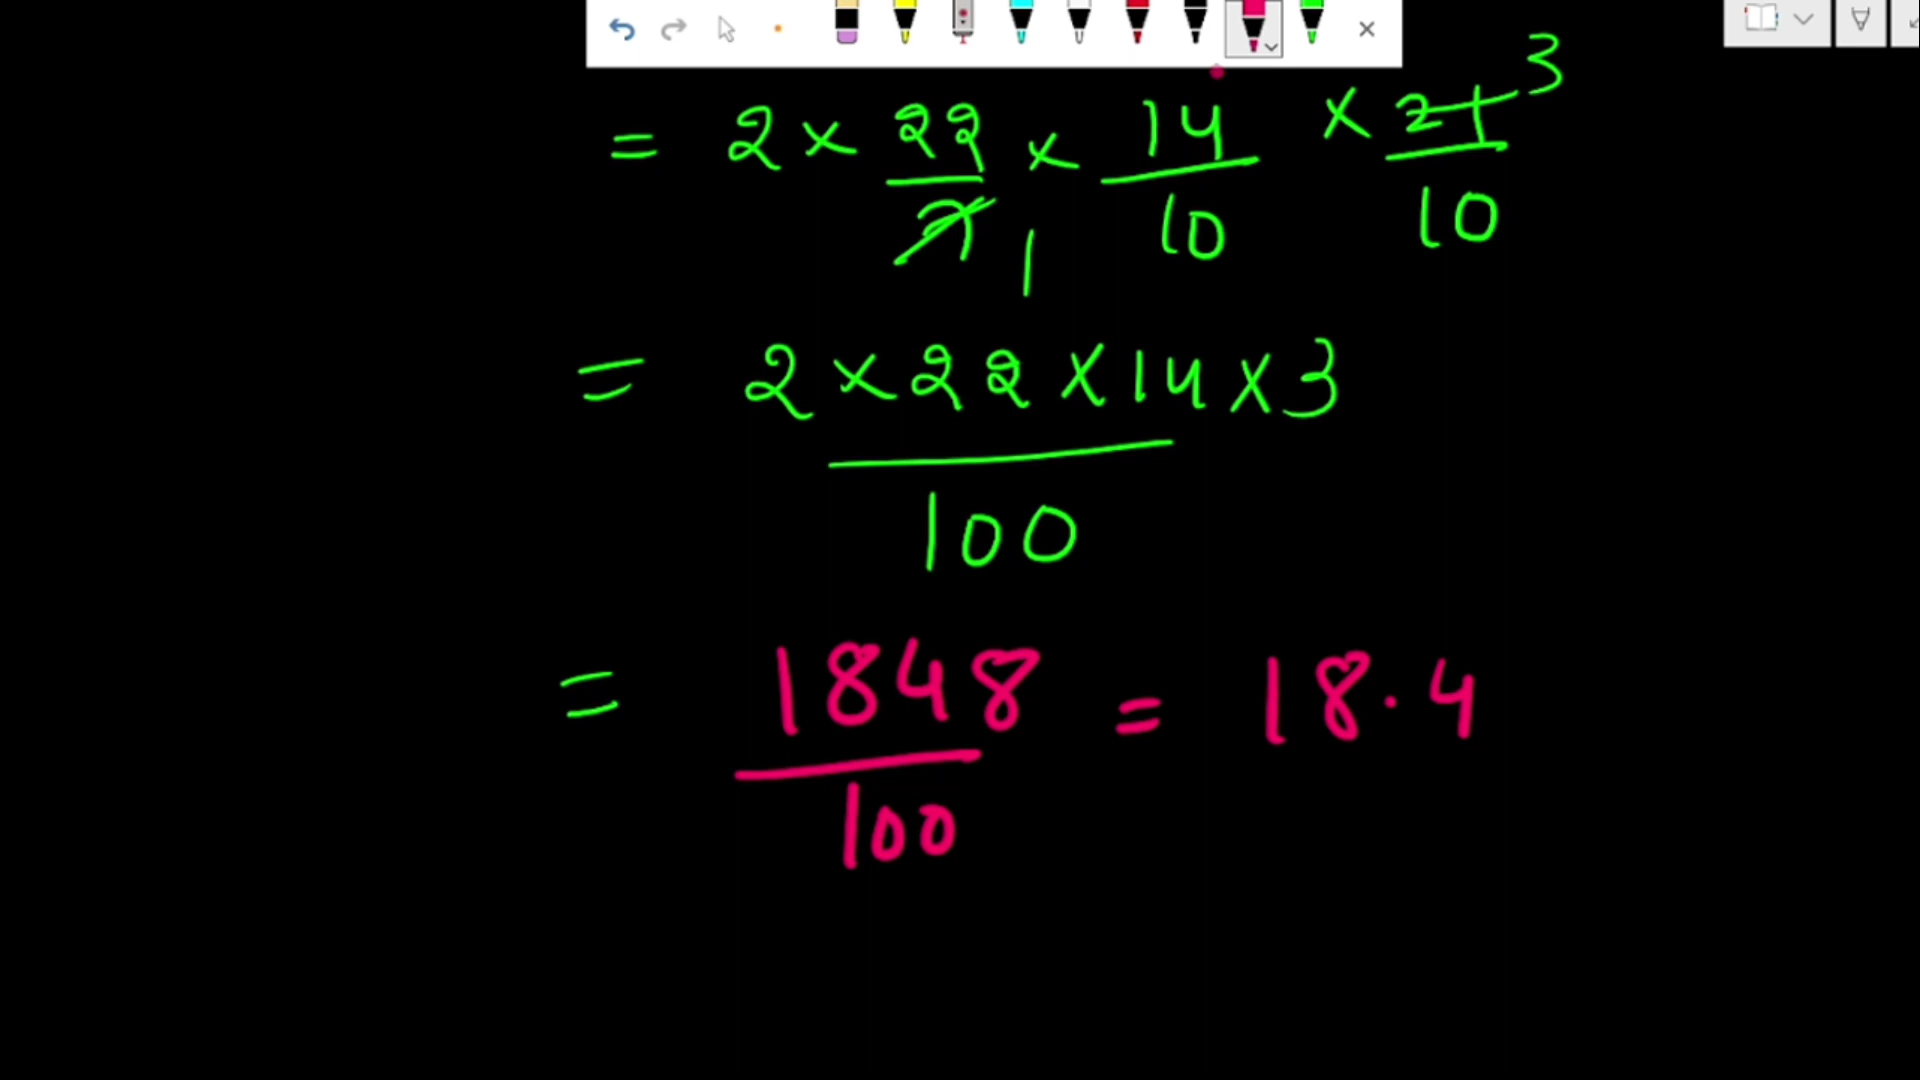 = 2 × 22/7 1 × 14/10 × 21/10 3
= 2 × 22 × 14 × 3
100
= 1848/100 = 18.4